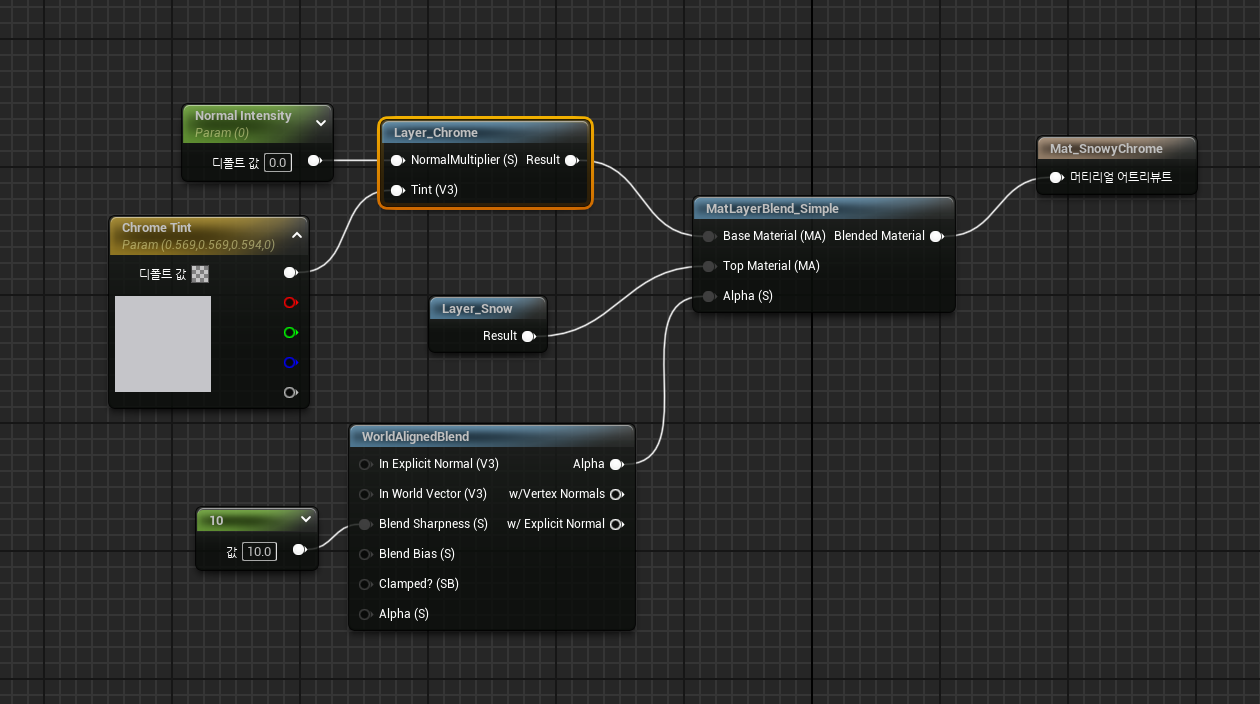 Normal Intensity
Param (0)
디폴트 값 0.0
Layer_Chrome
NormalMultiplier (S) Result
Tint (V3)
Chrome Tint
Param (0.569,0.569,0.594,0)
디폴트 값
Layer_Snow
Result
MatLayerBlend_Simple
Base Material (MA) Blended Material
Top Material (MA)
Alpha (S)
Mat_SnowyChrome
머티리얼 어트리뷰트
WorldAlignedBlend
In Explicit Normal (V3) Alpha
In World Vector (V3) w/Vertex Normals
Blend Sharpness (S) w/ Explicit Normal
Blend Bias (S)
Clamped? (SB)
Alpha (S)
10
값 10.0